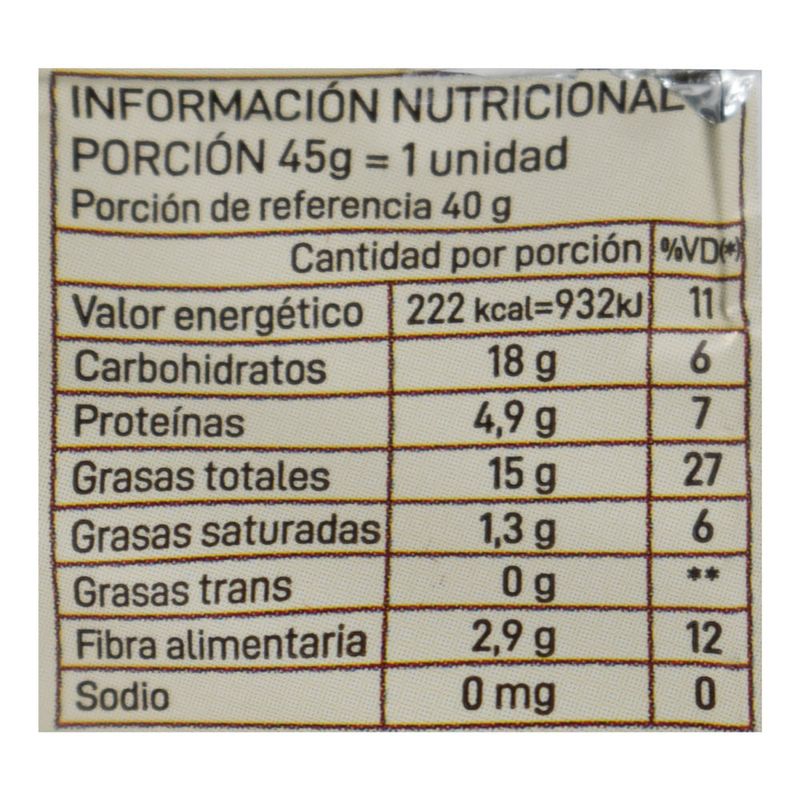 INFORMACIÓN NUTRICIONAL
PORCIÓN 45g = 1 unidad
Porción de referencia 40 g
Cantidad por porción %VD(*)
Valor energético 222 kcal=932kJ 11
Carbohidratos 18 g 6
Proteínas 4,9 g 7
Grasas totales 15 g 27
Grasas saturadas 1,3 g 6
Grasas trans 0 g **
Fibra alimentaria 2,9 g 12
Sodio 0 mg 0